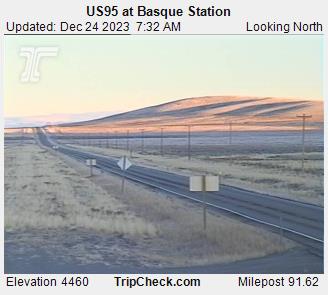 US95 at Basque Station
Updated: Dec 24 2023 7:32 AM Looking North
Elevation 4460 TripCheck.com Milepost 91.62